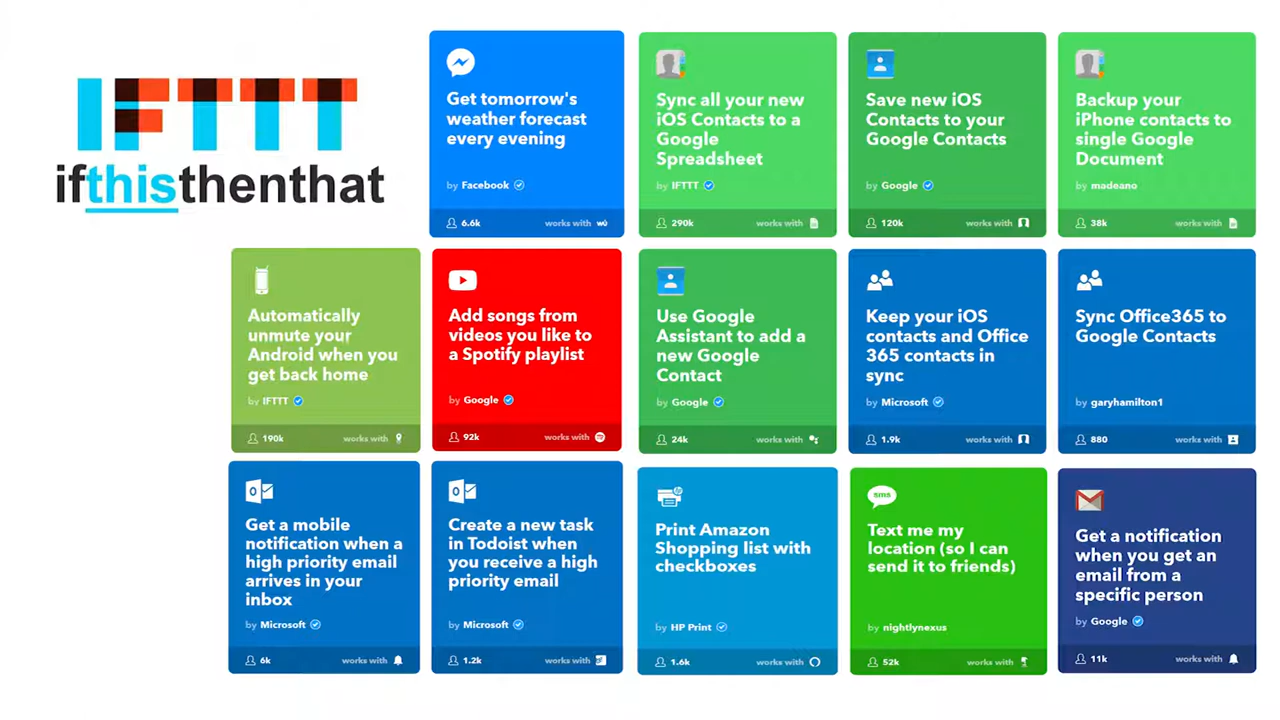 IFTTT
ifthisthenthat
Get tomorrow's
weather forecast
every evening
by Facebook
6.6k works with
Sync all your new
iOS Contacts to a
Google
Spreadsheet
by IFTTT
290k works with
Save new iOS
Contacts to your
Google Contacts
by Google
120k works with
Backup your
iPhone contacts to
single Google
Document
by madeano
38k works with
Automatically
unmute your
Android when you
get back home
by IFTTT
190k works with
Add songs from
videos you like to
a Spotify playlist
by Google
92k works with
Use Google
Assistant to add a
new Google
Contact
by Google
24k works with
Keep your iOS
contacts and Office
365 contacts in
sync
by Microsoft
1.9k works with
Sync Office365 to
Google Contacts
by garyhamilton1
880 works with
Get a mobile
notification when a
high priority email
arrives in your
inbox
by Microsoft
6k works with
Create a new task
in Todoist when
you receive a high
priority email
by Microsoft
1.2k works with
Print Amazon
Shopping list with
checkboxes
by HP Print
1.6k works with
sms
Text me my
location (so I can
send it to friends)
by nightlynexus
52k works with
Get a notification
when you get an
email from a
specific person
by Google
11k works with